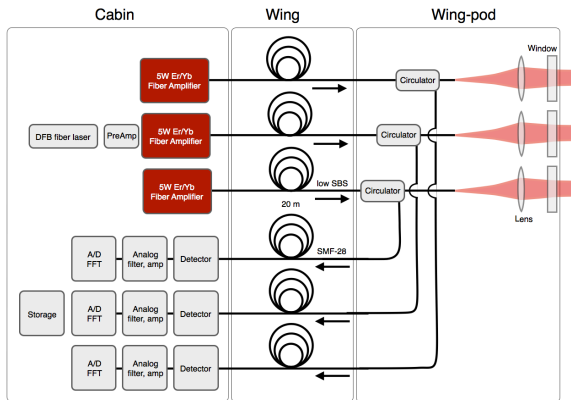 Cabin
Wing
Wing-pod
5W Er/Yb
Fiber Amplifier
Circulator
Window
DFB fiber laser
PreAmp
5W Er/Yb
Fiber Amplifier
Circulator
5W Er/Yb
Fiber Amplifier
low SBS
20 m
Circulator
Lens
A/D
FFT
Analog
filter, amp
Detector
SMF-28
Storage
A/D
FFT
Analog
filter, amp
Detector
A/D
FFT
Analog
filter, amp
Detector